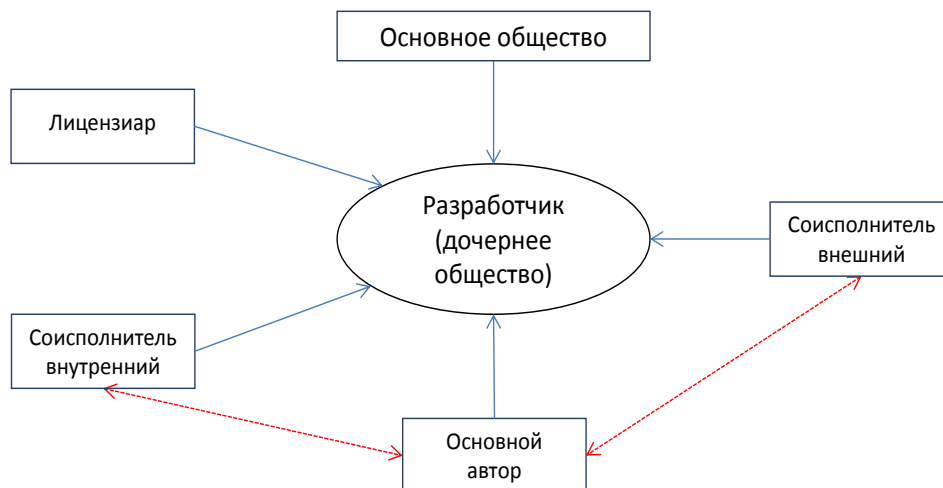 Основное общество
Лицензиар
Разработчик
(дочернее
общество)
Соисполнитель
внешний
Соисполнитель
внутренний
Основной
автор